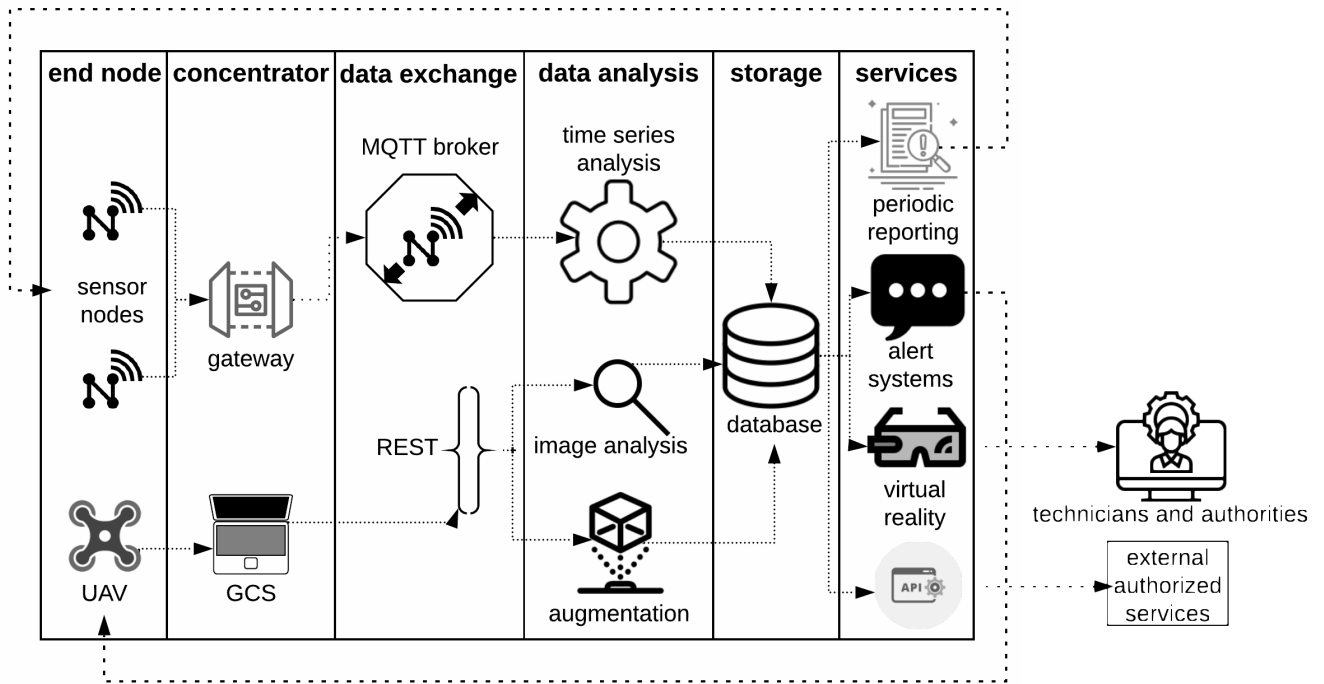 end node
concentrator
data exchange
data analysis
storage
services
sensor
nodes
UAV
gateway
GCS
MQTT broker
REST
time series
analysis
image analysis
augmentation
database
periodic
reporting
alert
systems
virtual
reality
API
technicians and authorities
external
authorized
services